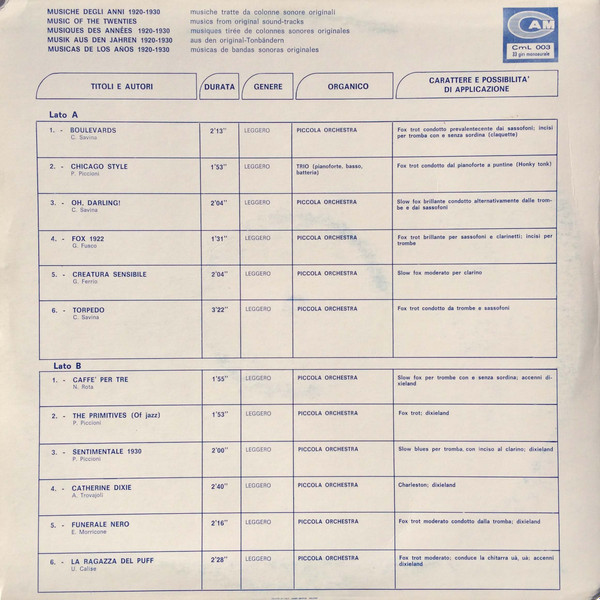 MUSICHE DEGLI ANNI 1920-1930 musiche tratte da colonne sonore originali
MUSIC OF THE TWENTIES musics from original sound-tracks
MUSIQUES DES ANNÉES 1920-1930 musiques tirées de colonnes sonores originales
MUSIK AUS DEN JAHREN 1920-1930 aus den original-Tonbändern
MUSICAS DE LOS AÑOS 1920-1930 músicas de bandas sonoras originales
CAM
CmL 003
33 giri monoaurale
TITOLI E AUTORI DURATA GENERE ORGANICO CARATTERE E POSSIBILITA'
DI APPLICAZIONE
Lato A
1. - BOULEVARDS 2'13" LEGGERO PICCOLA ORCHESTRA Fox trot condotto prevalentecente dai sassofoni; incisi
C. Savina per tromba con e senza sordina (claquette)
2. - CHICAGO STYLE 1'53" LEGGERO TRIO (pianoforte, basso, Fox trot condotto dal pianoforte a puntine (Honky tonk)
P. Piccioni batteria)
3. - OH, DARLING! 2'04" LEGGERO PICCOLA ORCHESTRA Slow fox brillante condotto alternativamente dalle trom-
C. Savina be e dai sassofoni
4. - FOX 1922 1'31" LEGGERO PICCOLA ORCHESTRA Fox trot brillante per sassofoni e clarinetti; incisi per
G. Fusco trombe
5. - CREATURA SENSIBILE 2'04" LEGGERO PICCOLA ORCHESTRA Slow fox moderato per clarino
G. Ferrio
6. - TORPEDO 3'22" LEGGERO PICCOLA ORCHESTRA Fox trot condotto da trombe e sassofoni
C. Savina
Lato B
1. - CAFFE' PER TRE 1'55" LEGGERO PICCOLA ORCHESTRA Slow fox per trombe con e senza sordina; accenni di-
N. Rota xieland
2. - THE PRIMITIVES (Of jazz) 1'53" LEGGERO PICCOLA ORCHESTRA Fox trot; dixieland
P. Piccioni
3. - SENTIMENTALE 1930 2'00" LEGGERO PICCOLA ORCHESTRA Slow blues per tromba, con inciso al clarino; dixieland
P. Piccioni
4. - CATHERINE DIXIE 2'40" LEGGERO PICCOLA ORCHESTRA Charleston; dixieland
A. Trovajoli
5. - FUNERALE NERO 2'16" LEGGERO PICCOLA ORCHESTRA Fox trot moderato condotto dalla tromba; dixieland
E. Morricone
6. - LA RAGAZZA DEL PUFF 2'28" LEGGERO PICCOLA ORCHESTRA Fox trot moderato; conduce la chitarra uà, uà; accenni
U. Calise dixieland